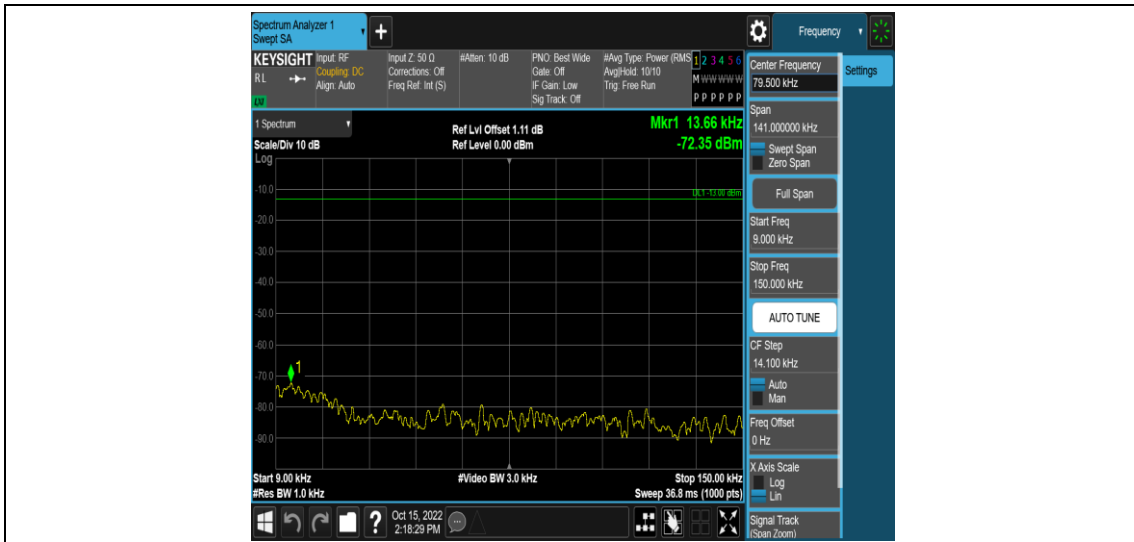 Spectrum Analyzer 1
Swept SA
Frequency
KEYSIGHT
RL
LXI
Input: RF
Coupling: DC
Align: Auto
Input Z: 50 Ω
Corrections: Off
Freq Ref: Int (S)
#Atten: 10 dB
PNO: Best Wide
Gate: Off
IF Gain: Low
Sig Track: Off
#Avg Type: Power (RMS
Avg|Hold: 10/10
Trig: Free Run
1 2 3 4 5 6
M W W W W W
P P P P P P
1 Spectrum
Scale/Div 10 dB
Log
Ref Lvl Offset 1.11 dB
Ref Level 0.00 dBm
Mkr1 13.66 kHz
-72.35 dBm
DL1 -13.00 dBm
-10.0
-20.0
-30.0
-40.0
-50.0
-60.0
-70.0
-80.0
-90.0
1
Start 9.00 kHz
#Res BW 1.0 kHz
#Video BW 3.0 kHz
Stop 150.00 kHz
Sweep 36.8 ms (1000 pts)
Oct 15, 2022
2:18:29 PM
Center Frequency
79.500 kHz
Settings
Span
141.000000 kHz
Swept Span
Zero Span
Full Span
Start Freq
9.000 kHz
Stop Freq
150.000 kHz
AUTO TUNE
CF Step
14.100 kHz
Auto
Man
Freq Offset
0 Hz
X Axis Scale
Log
Lin
Signal Track
(Span Zoom)